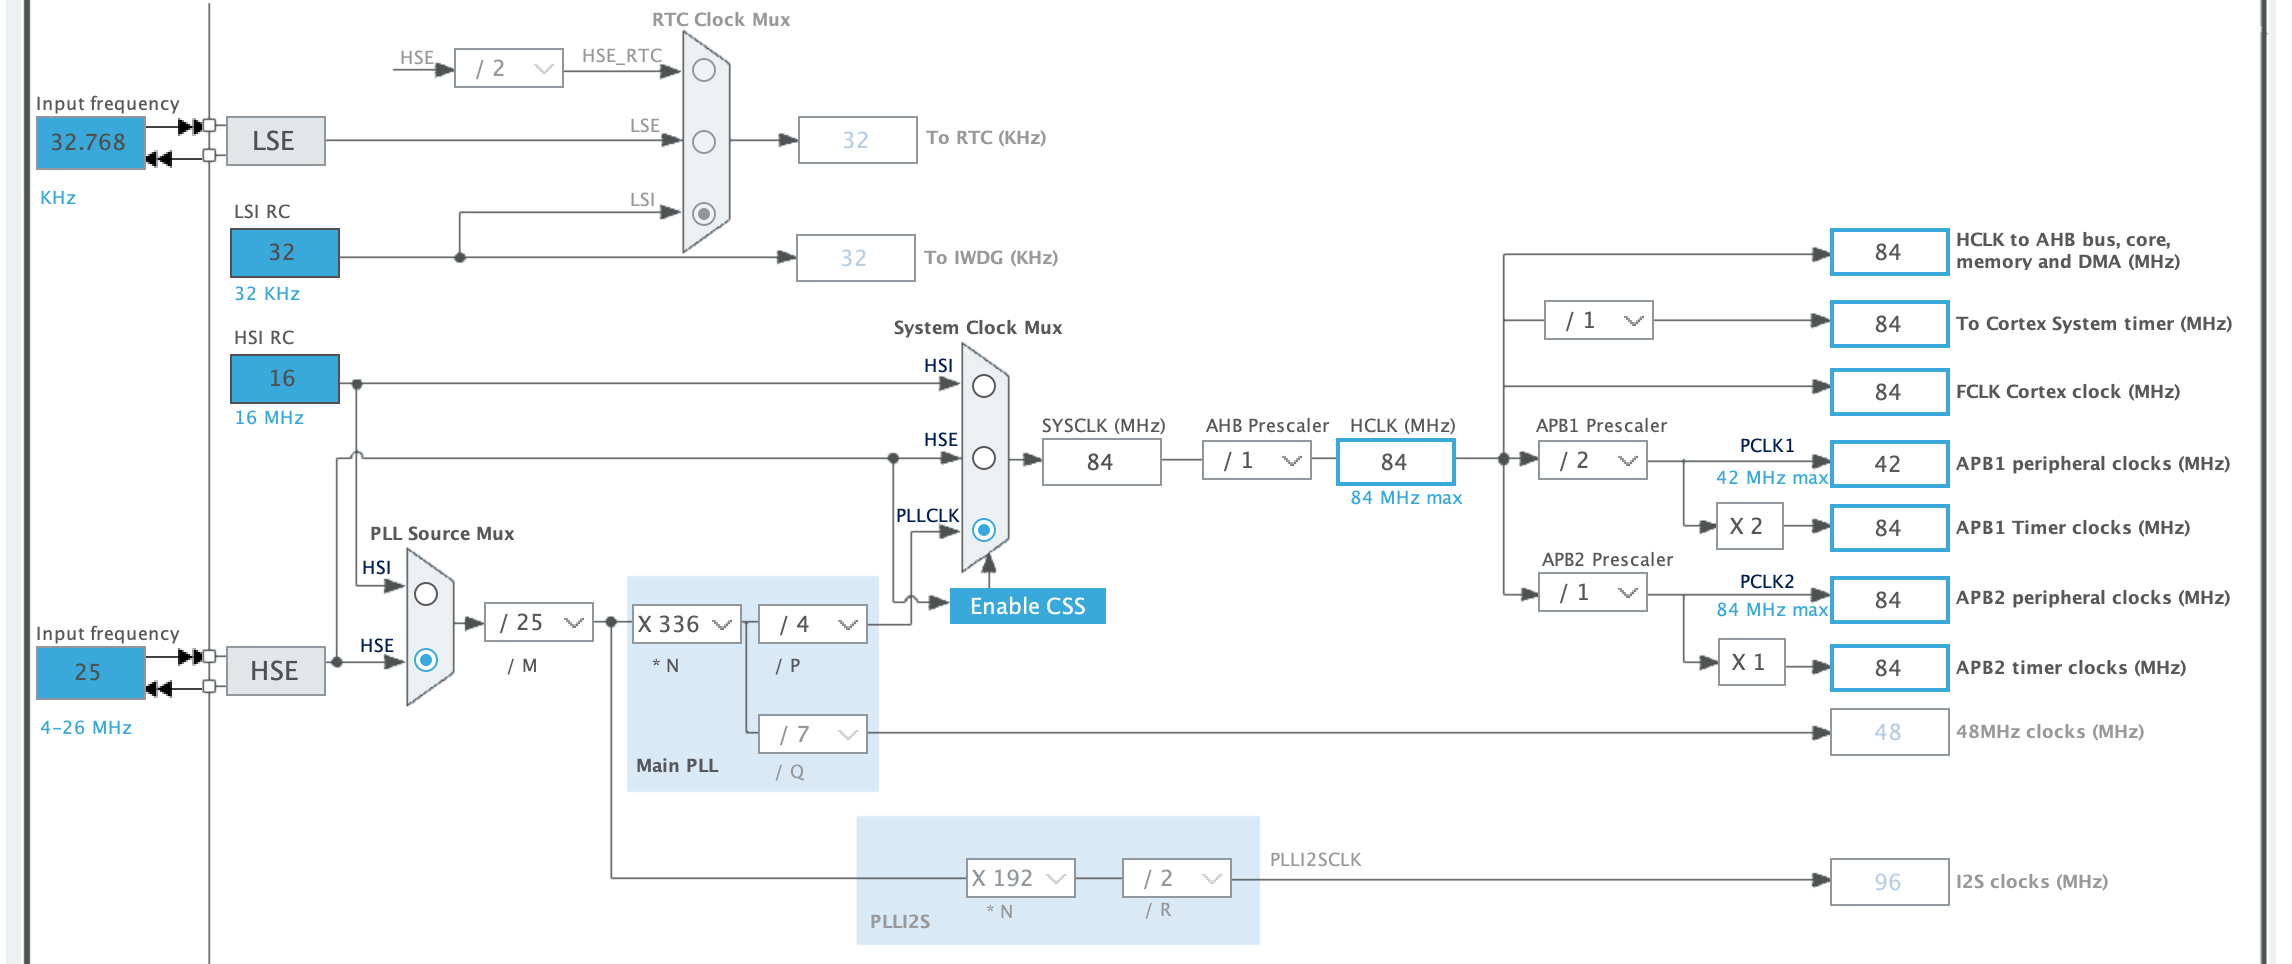 RTC Clock Mux
HSE
/ 2
HSE_RTC
Input frequency
32.768
KHz
LSE
LSE
32
To RTC (KHz)
LSI
LSI RC
32
32 KHz
32
To IWDG (KHz)
HSI RC
16
16 MHz
System Clock Mux
HSI
HSE
PLLCLK
SYSCLK (MHz)
84
AHB Prescaler
/ 1
HCLK (MHz)
84
84 MHz max
84
HCLK to AHB bus, core,
memory and DMA (MHz)
/ 1
84
To Cortex System timer (MHz)
84
FCLK Cortex clock (MHz)
APB1 Prescaler
/ 2
PCLK1
42 MHz max
42
APB1 peripheral clocks (MHz)
X 2
84
APB1 Timer clocks (MHz)
APB2 Prescaler
/ 1
PCLK2
84 MHz max
84
APB2 peripheral clocks (MHz)
X 1
84
APB2 timer clocks (MHz)
PLL Source Mux
HSI
HSE
Input frequency
25
4-26 MHz
HSE
/ 25
/ M
X 336
* N
/ 4
/ P
Enable CSS
/ 7
/ Q
Main PLL
48
48MHz clocks (MHz)
X 192
* N
/ 2
/ R
PLLI2S
PLLI2SCLK
96
I2S clocks (MHz)